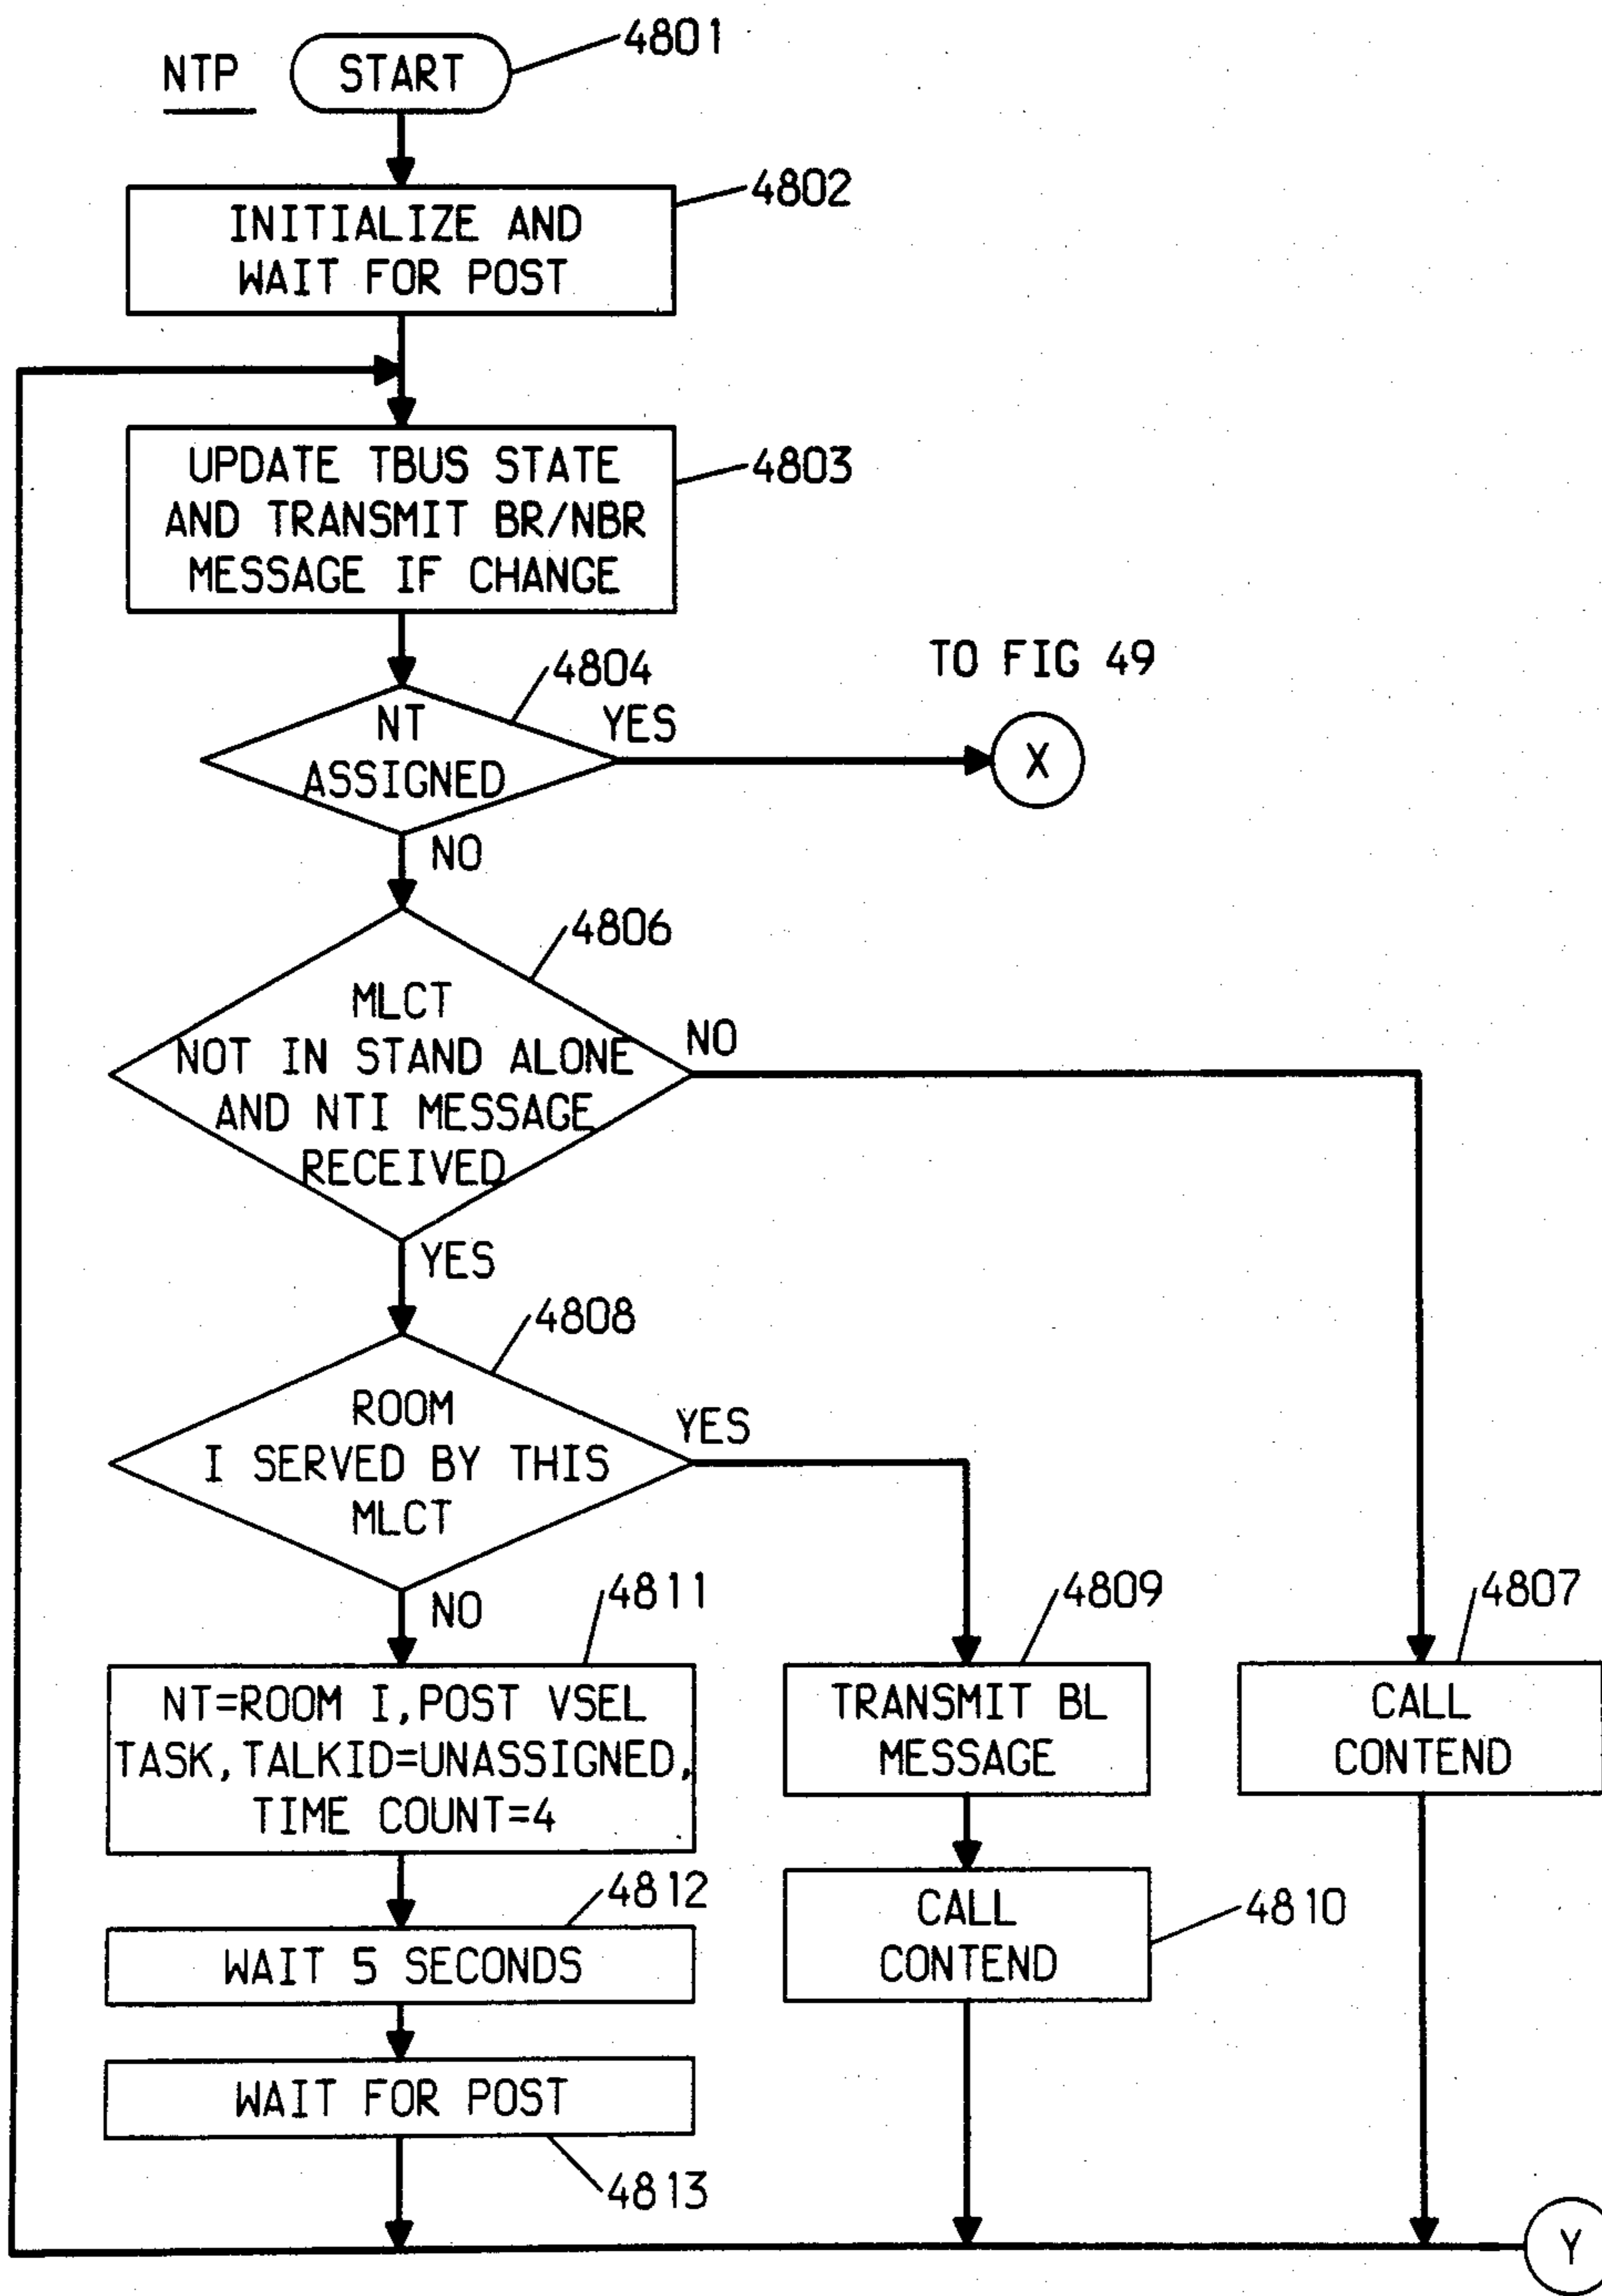 4801
NTP
START
4802
INITIALIZE AND
WAIT FOR POST
UPDATE TBUS STATE
AND TRANSMIT BR/NBR
MESSAGE IF CHANGE
4803
TO FIG 49
4804
NT
ASSIGNED
YES
X
NO
4806
MLCT
NOT IN STAND ALONE
AND NTI MESSAGE
RECEIVED
NO
YES
4808
ROOM
I SERVED BY THIS
MLCT
YES
NO
4811
4809
4807
NT=ROOM I,POST VSEL
TASK,TALKID=UNASSIGNED,
TIME COUNT=4
TRANSMIT BL
MESSAGE
CALL
CONTEND
4812
WAIT 5 SECONDS
CALL
CONTEND
4810
WAIT FOR POST
4813
Y